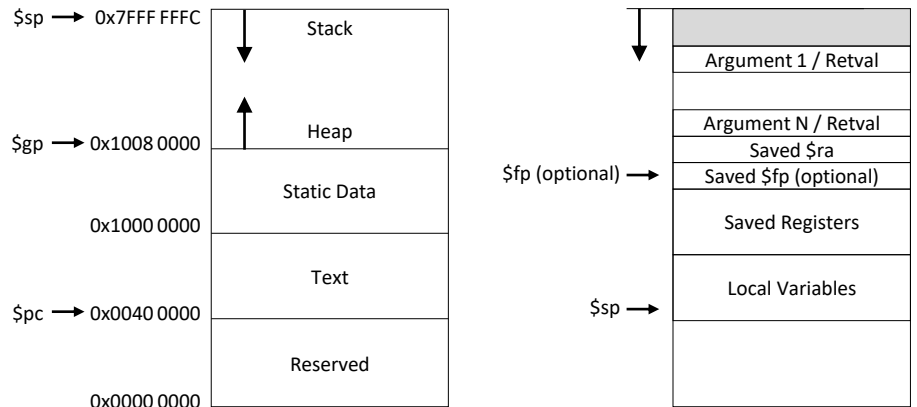 $sp 0x7FFF FFFC
Stack
Heap
$gp 0x1008 0000
Static Data
0x1000 0000
Text
$pc 0x0040 0000
Reserved
0x0000 0000
Argument 1 / Retval
Argument N / Retval
Saved $ra
$fp (optional)
Saved $fp (optional)
Saved Registers
Local Variables
$sp